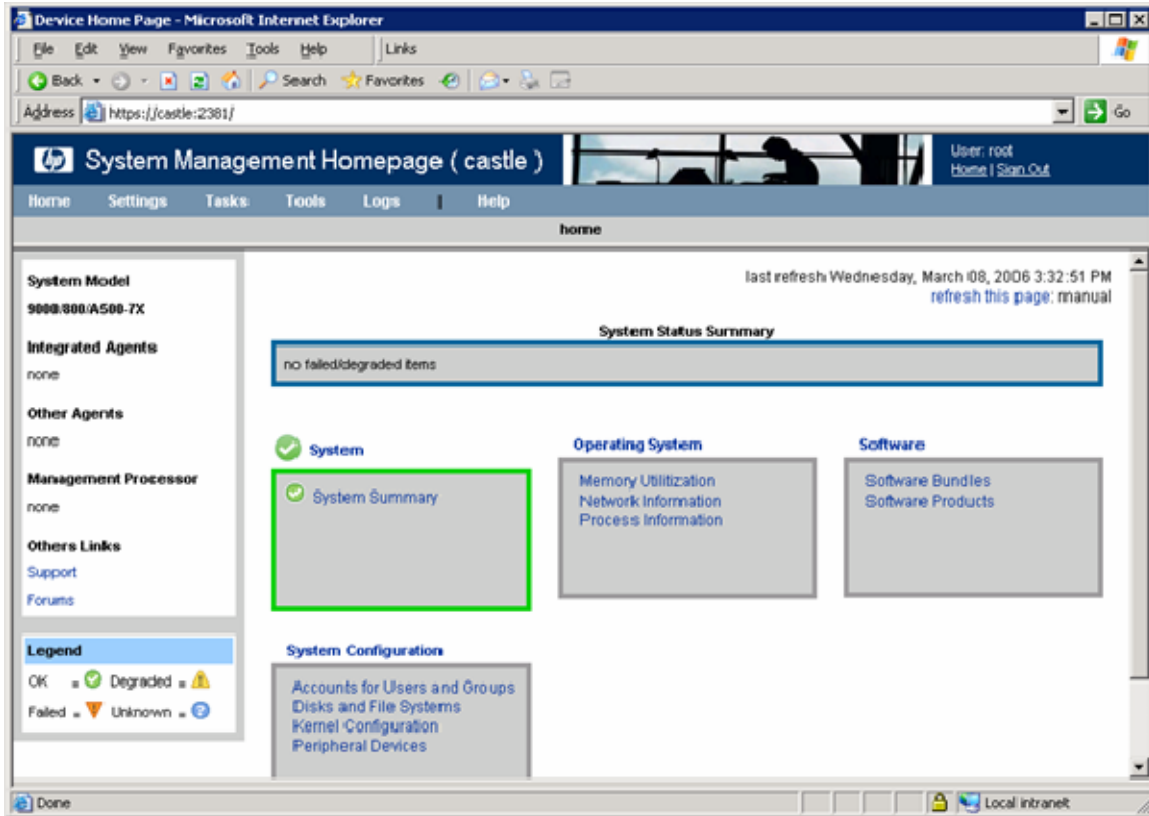 Device Home Page - Microsoft Internet Explorer
File Edit View Favorites Tools Help Links
Back Search Favorites
Address https://castle:2381/ Go
hp System Management Homepage ( castle )
User: root
Home | Sign Out
Home Settings Tasks Tools Logs | Help
home
System Model
9000/800/A500-7X
Integrated Agents
none
Other Agents
none
Management Processor
none
Others Links
Support
Forums
Legend
OK = Degraded =
Failed = Unknown =
last refresh Wednesday, March 08, 2006 3:32:51 PM
refresh this page: manual
System Status Summary
no failed/degraded items
System
System Summary
Operating System
Memory Utilitization
Network Information
Process Information
Software
Software Bundles
Software Products
System Configuration
Accounts for Users and Groups
Disks and File Systems
Kernel Configuration
Peripheral Devices
Done Local intranet